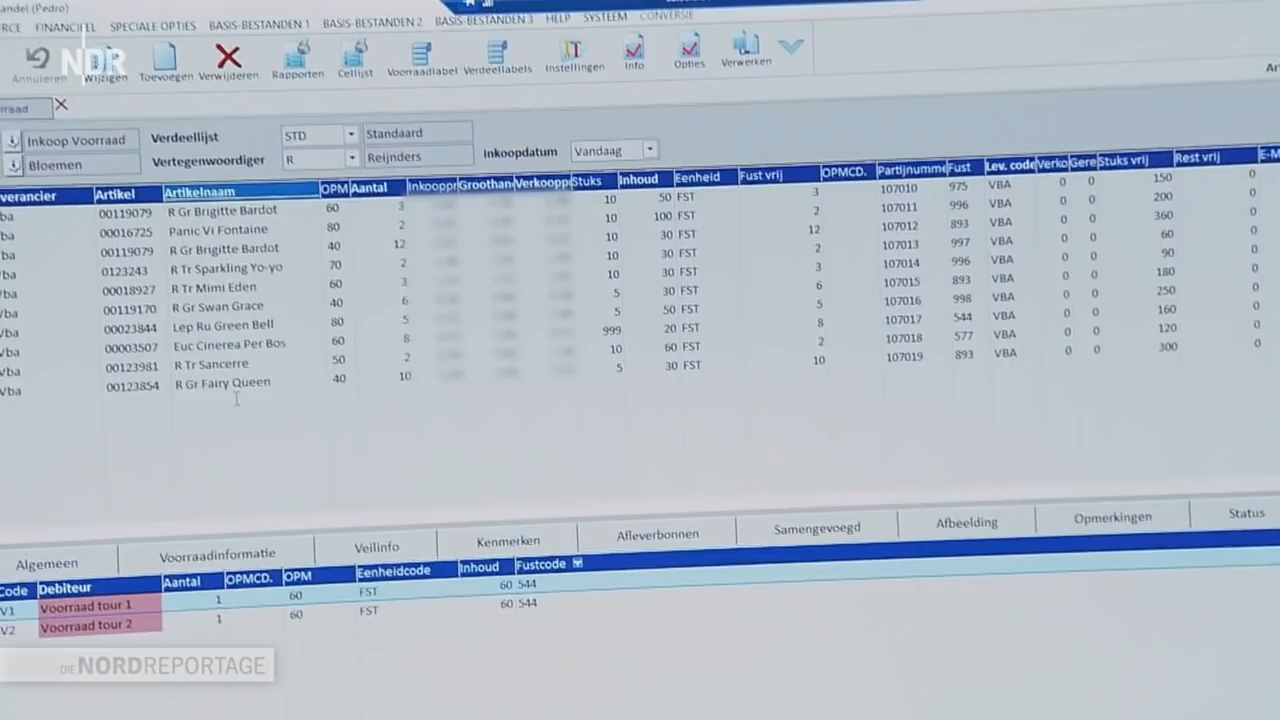 andel (Pedro)
RCE FINANCIEEL SPECIALE OPTIES BASIS-BESTANDEN 1 BASIS-BESTANDEN 2 BASIS-BESTANDEN 3 HELP SYSTEEM CONVERSIE
Annuleren Wijzigen Toevoegen Verwijderen Rapporten Cellijst Voorraadlabel Verdeellabels Instellingen Info Opties Verwerken
NDR
rraad
Inkoop Voorraad Verdeellijst STD Standaard
Bloemen Vertegenwoordiger R Reijnders Inkoopdatum Vandaag
verancier Artikel Artikelnaam OPM Aantal Inkooppr Groothan Verkooppr Stuks Inhoud Eenheid Fust vrij OPMCD. Partijnumme Fust Lev. code Verko Gere Stuks vrij Rest vrij E-M
ba 00119079 R Gr Brigitte Bardot 60 3 10 50 FST 3 107010 975 VBA 0 0 150 0
ba 00016725 Panic Vi Fontaine 80 2 10 100 FST 2 107011 996 VBA 0 0 200 0
ba 00119079 R Gr Brigitte Bardot 40 12 10 30 FST 12 107012 893 VBA 0 0 360 0
ba 0123243 R Tr Sparkling Yo-yo 70 2 10 30 FST 2 107013 997 VBA 0 0 60 0
Vba 00018927 R Tr Mimi Eden 60 3 10 30 FST 3 107014 996 VBA 0 0 90 0
Vba 00119170 R Gr Swan Grace 40 6 5 30 FST 6 107015 893 VBA 0 0 180 0
Vba 00023844 Lep Ru Green Bell 80 5 5 50 FST 5 107016 998 VBA 0 0 250 0
Vba 00003507 Euc Cinerea Per Bos 60 8 999 20 FST 8 107017 544 VBA 0 0 160 0
Vba 00123981 R Tr Sancerre 50 2 10 60 FST 2 107018 577 VBA 0 0 120 0
Vba 00123854 R Gr Fairy Queen 40 10 5 30 FST 10 107019 893 VBA 0 0 300 0
Algemeen Voorraadinformatie Veilinfo Kenmerken Afleverbonnen Samengevoegd Afbeelding Opmerkingen Status
Code Debiteur Aantal OPMCD. OPM Eenheidcode Inhoud Fustcode
V1 Voorraad tour 1 1 60 FST 60 544
V2 Voorraad tour 2 1 60 FST 60 544
DIE NORDREPORTAGE